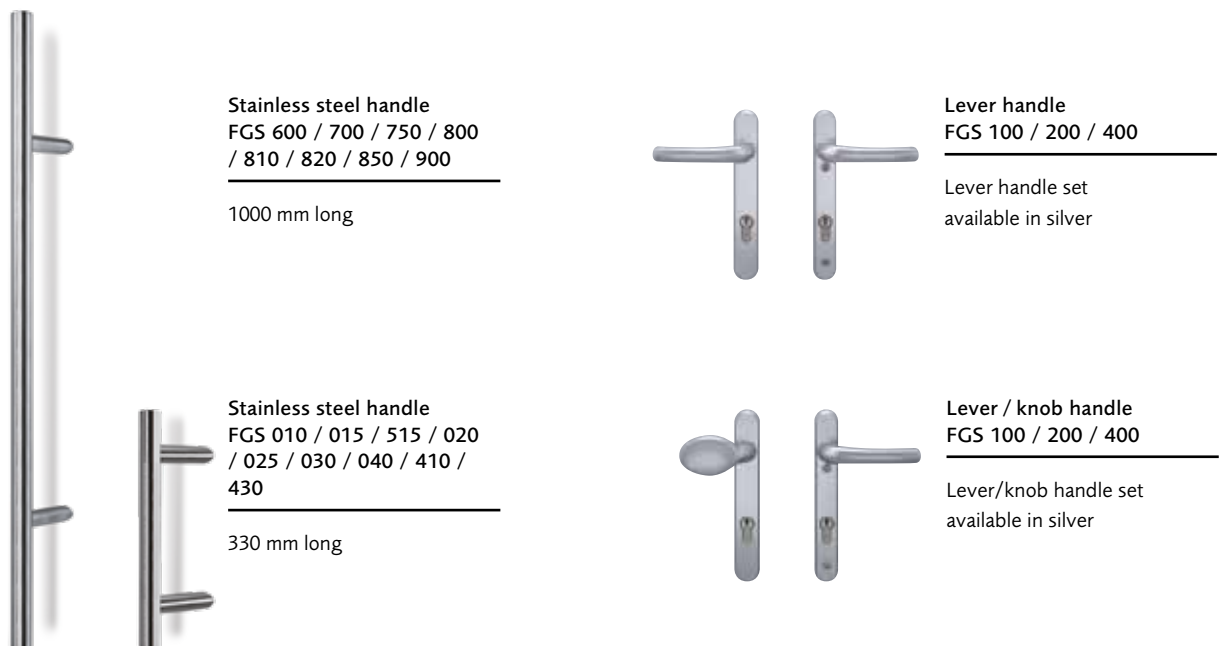 Stainless steel handle
FGS 600 / 700 / 750 / 800
/ 810 / 820 / 850 / 900
1000 mm long
Lever handle
FGS 100 / 200 / 400
Lever handle set
available in silver
Stainless steel handle
FGS 010 / 015 / 515 / 020
/ 025 / 030 / 040 / 410 /
430
330 mm long
Lever / knob handle
FGS 100 / 200 / 400
Lever/knob handle set
available in silver